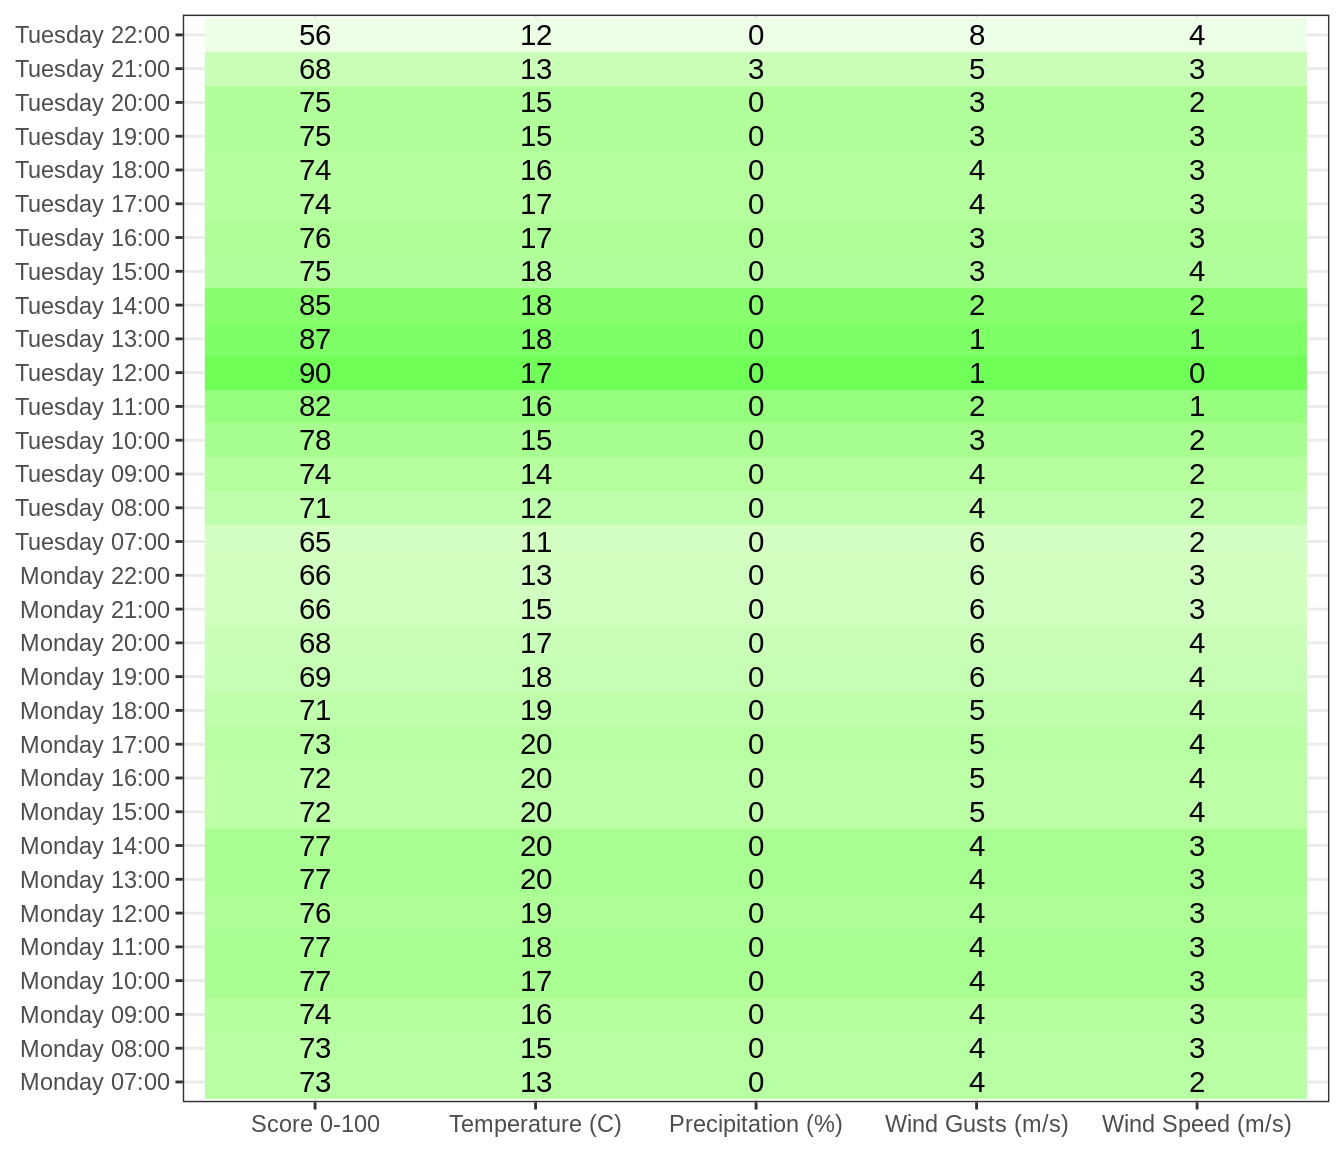 Tuesday 22:00 56 12 0 8 4
Tuesday 21:00 68 13 3 5 3
Tuesday 20:00 75 15 0 3 2
Tuesday 19:00 75 15 0 3 3
Tuesday 18:00 74 16 0 4 3
Tuesday 17:00 74 17 0 4 3
Tuesday 16:00 76 17 0 3 3
Tuesday 15:00 75 18 0 3 4
Tuesday 14:00 85 18 0 2 2
Tuesday 13:00 87 18 0 1 1
Tuesday 12:00 90 17 0 1 0
Tuesday 11:00 82 16 0 2 1
Tuesday 10:00 78 15 0 3 2
Tuesday 09:00 74 14 0 4 2
Tuesday 08:00 71 12 0 4 2
Tuesday 07:00 65 11 0 6 2
Monday 22:00 66 13 0 6 3
Monday 21:00 66 15 0 6 3
Monday 20:00 68 17 0 6 4
Monday 19:00 69 18 0 6 4
Monday 18:00 71 19 0 5 4
Monday 17:00 73 20 0 5 4
Monday 16:00 72 20 0 5 4
Monday 15:00 72 20 0 5 4
Monday 14:00 77 20 0 4 3
Monday 13:00 77 20 0 4 3
Monday 12:00 76 19 0 4 3
Monday 11:00 77 18 0 4 3
Monday 10:00 77 17 0 4 3
Monday 09:00 74 16 0 4 3
Monday 08:00 73 15 0 4 3
Monday 07:00 73 13 0 4 2
Score 0-100 Temperature (C) Precipitation (%) Wind Gusts (m/s) Wind Speed (m/s)